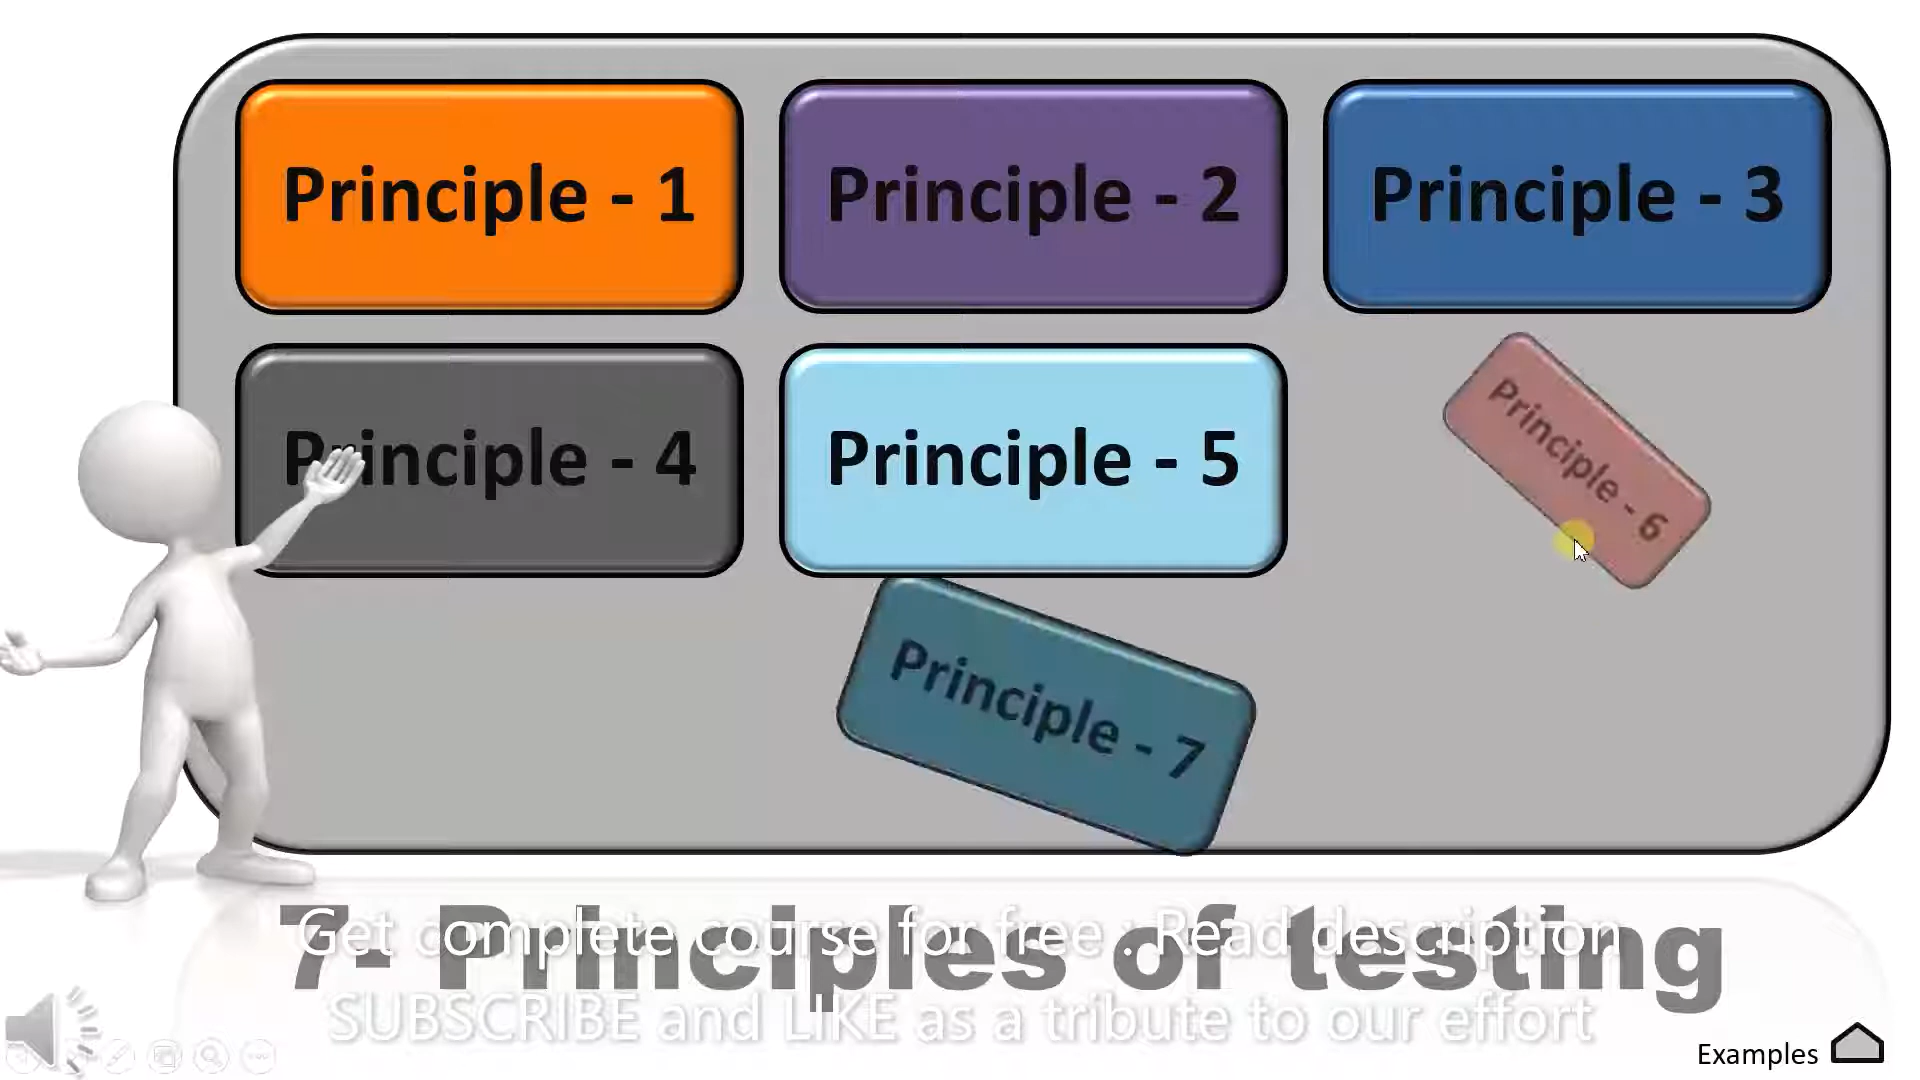 Principle - 1
Principle - 2
Principle - 3
Principle - 4
Principle - 5
Principle - 6
Principle - 7
7- Principles of testing
Get complete course for free : Read description
SUBSCRIBE and LIKE as a tribute to our effort
Examples